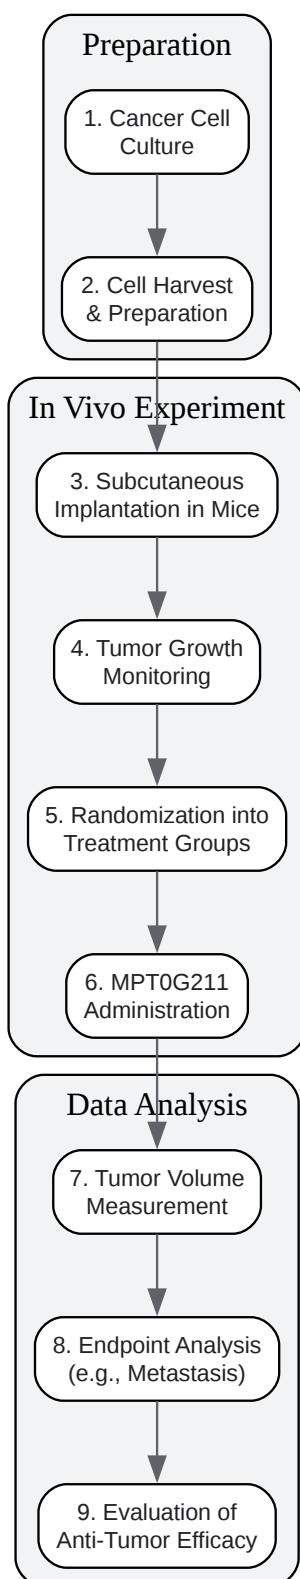 Preparation
1. Cancer Cell
Culture
2. Cell Harvest
& Preparation
In Vivo Experiment
3. Subcutaneous
Implantation in Mice
4. Tumor Growth
Monitoring
5. Randomization into
Treatment Groups
6. MPT0G211
Administration
Data Analysis
7. Tumor Volume
Measurement
8. Endpoint Analysis
(e.g., Metastasis)
9. Evaluation of
Anti-Tumor Efficacy